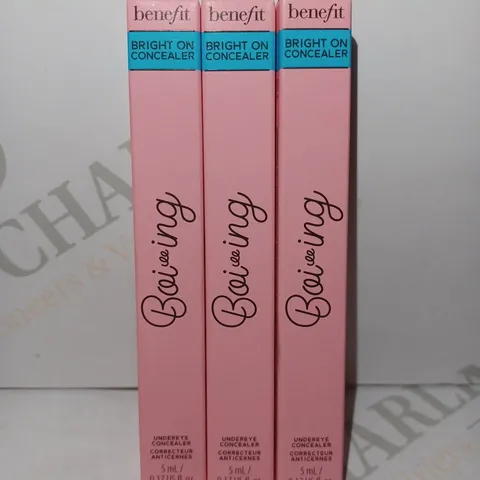 benefit
BRIGHT ON
CONCEALER
Boi-ing
UNDEREYE
CONCEALER
CORRECTEUR
ANTICERNES
5 mL /
benefit
BRIGHT ON
CONCEALER
Boi-ing
UNDEREYE
CONCEALER
CORRECTEUR
ANTICERNES
5 mL /
benefit
BRIGHT ON
CONCEALER
Boi-ing
UNDEREYE
CONCEALER
CORRECTEUR
ANTICERNES
5 mL /